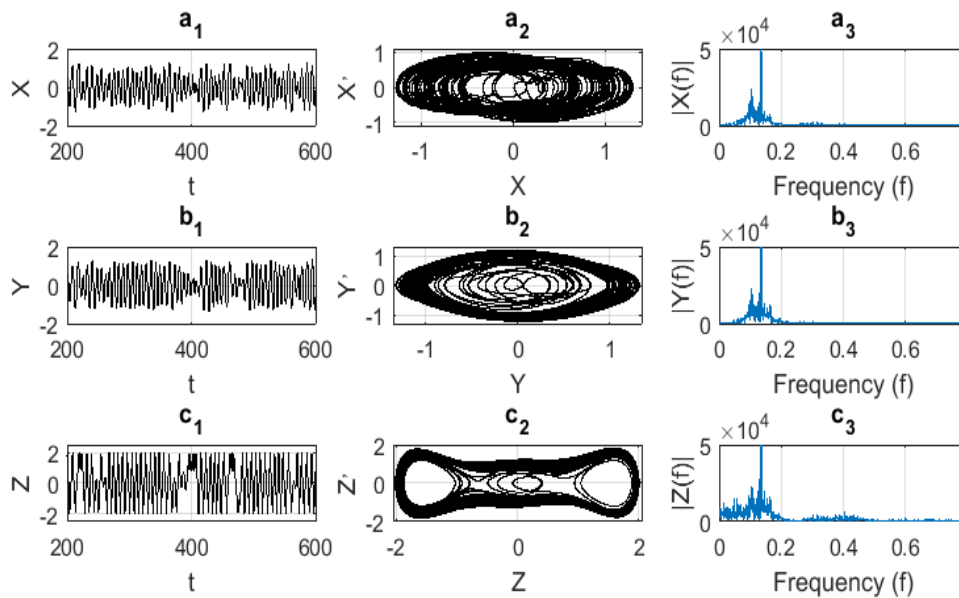 a1 a2 a3
×10^4
2
0
-2
X
200 400 600
t
1
0
-1
X'
-1 0 1
X
5
0
|X(f)|
0 0.2 0.4 0.6
Frequency (f)
b1 b2 b3
×10^4
2
0
-2
Y
200 400 600
t
1
0
-1
Y'
-1 0 1
Y
5
0
|Y(f)|
0 0.2 0.4 0.6
Frequency (f)
c1 c2 c3
×10^4
2
0
-2
Z
200 400 600
t
2
0
-2
Z'
-2 0 2
Z
5
0
|Z(f)|
0 0.2 0.4 0.6
Frequency (f)